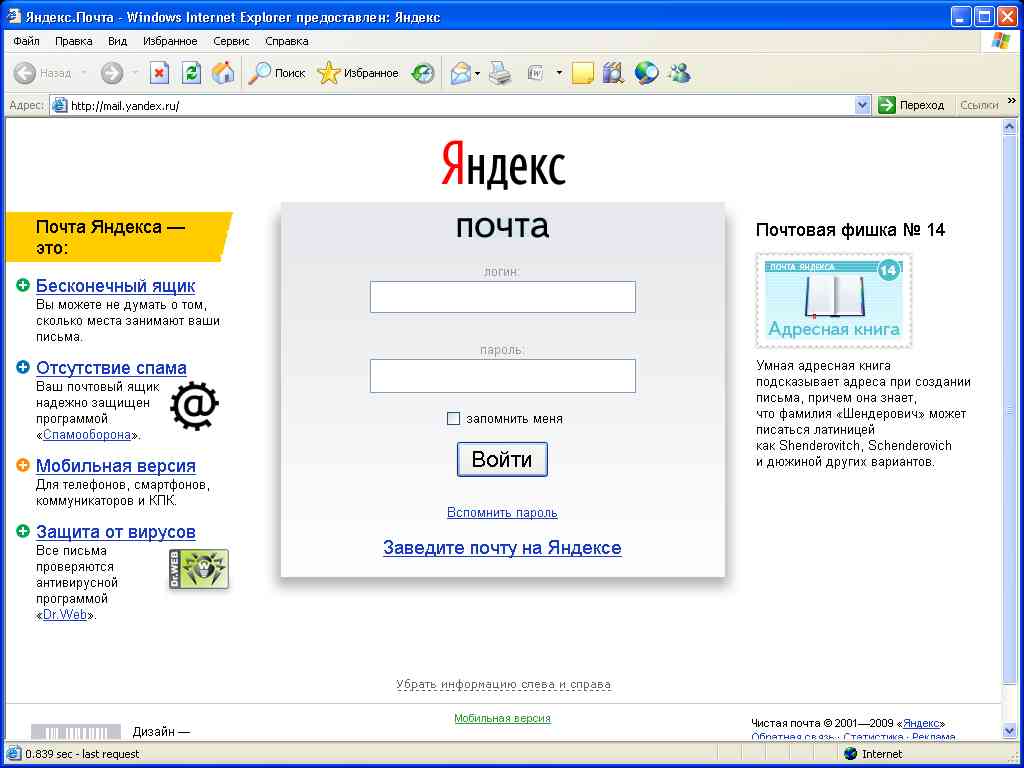 Яндекс.Почта - Windows Internet Explorer предоставлен: Яндекс
Файл Правка Вид Избранное Сервис Справка
Назад Поиск Избранное
Адрес: http://mail.yandex.ru/ Переход Ссылки »
Яндекс
почта
Почта Яндекса —
это:
Бесконечный ящик
Вы можете не думать о том,
сколько места занимают ваши
письма.
Отсутствие спама
Ваш почтовый ящик
надежно защищен
программой
«Спамооборона».
@
Мобильная версия
Для телефонов, смартфонов,
коммуникаторов и КПК.
Защита от вирусов
Все письма
проверяются
антивирусной
программой
«Dr.Web».
Dr.WEB
логин:
пароль:
запомнить меня
Войти
Вспомнить пароль
Заведите почту на Яндексе
Почтовая фишка № 14
ПОЧТА ЯНДЕКСА 14
Адресная книга
Умная адресная книга
подсказывает адреса при создании
письма, причем она знает,
что фамилия «Шендерович» может
писаться латиницей
как Shenderovitch, Schenderovich
и дюжиной других вариантов.
Убрать информацию слева и справа
Дизайн —
Мобильная версия
Чистая почта © 2001—2009 «Яндекс»
Обратная связь · Статистика · Реклама
0.839 sec - last request
Internet